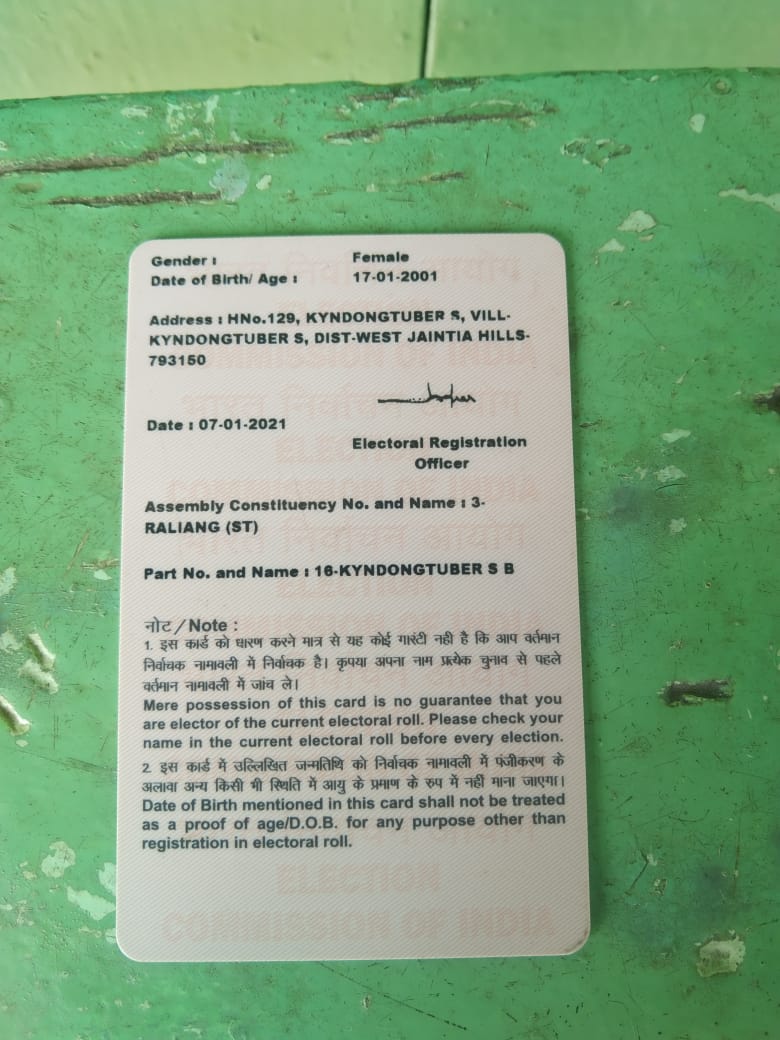 Gender : Female
Date of Birth/ Age : 17-01-2001
Address : HNo.129, KYNDONGTUBER S, VILL-
KYNDONGTUBER S, DIST-WEST JAINTIA HILLS-
793150
Date : 07-01-2021
Electoral Registration
Officer
Assembly Constituency No. and Name : 3-
RALIANG (ST)
Part No. and Name : 16-KYNDONGTUBER S B
नोट / Note :
1. इस कार्ड को धारण करने मात्र से यह कोई गारंटी नही है कि आप वर्तमान
निर्वाचक नामावली में निर्वाचक है। कृपया अपना नाम प्रत्येक चुनाव से पहले
वर्तमान नामावली में जांच ले।
Mere possession of this card is no guarantee that you
are elector of the current electoral roll. Please check your
name in the current electoral roll before every election.
2. इस कार्ड में उल्लिखित जन्मतिथि को निर्वाचक नामावली में पंजीकरण के
अलावा अन्य किसी भी स्थिति में आयु के प्रमाण के रुप में नहीं माना जाएगा।
Date of Birth mentioned in this card shall not be treated
as a proof of age/D.O.B. for any purpose other than
registration in electoral roll.
ELECTION
COMMISSION OF INDIA